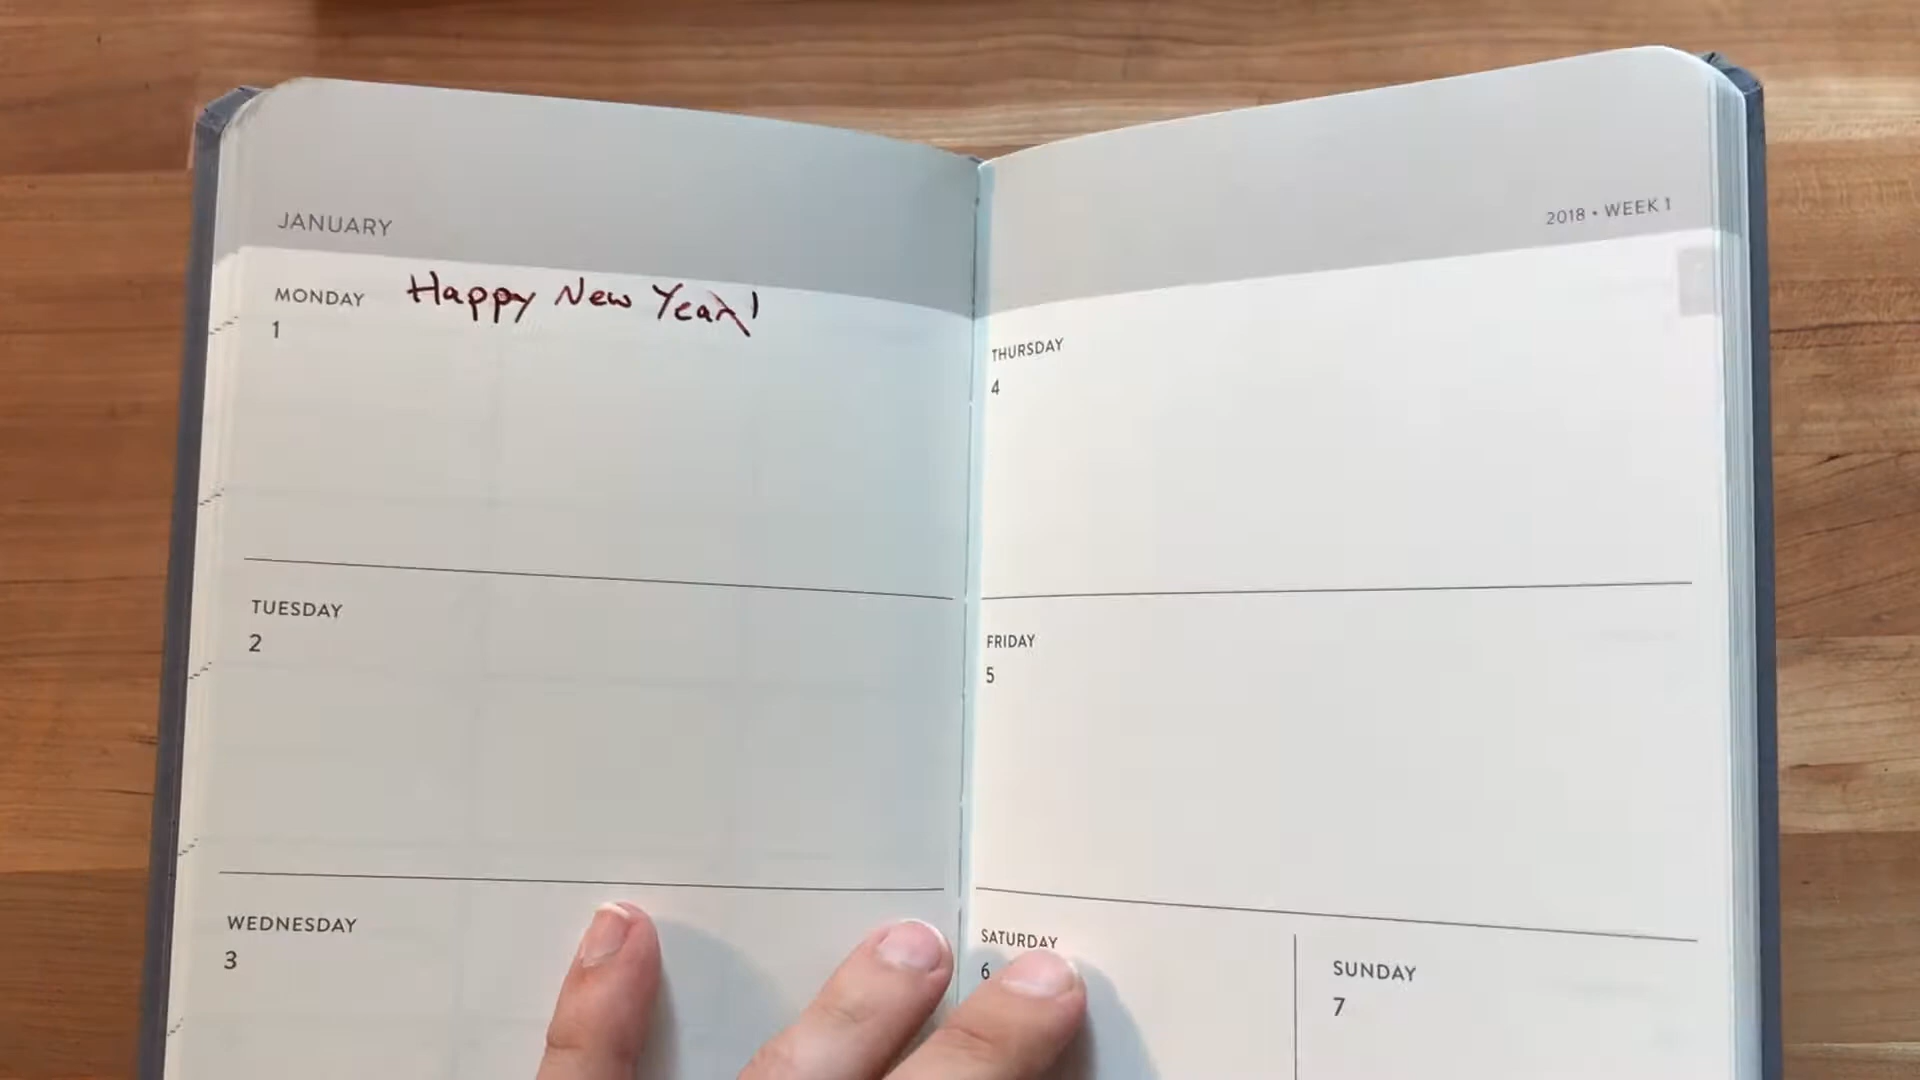 JANUARY
MONDAY Happy New Year!
1
TUESDAY
2
WEDNESDAY
3
2018 • WEEK 1
THURSDAY
4
FRIDAY
5
SATURDAY
6
SUNDAY
7